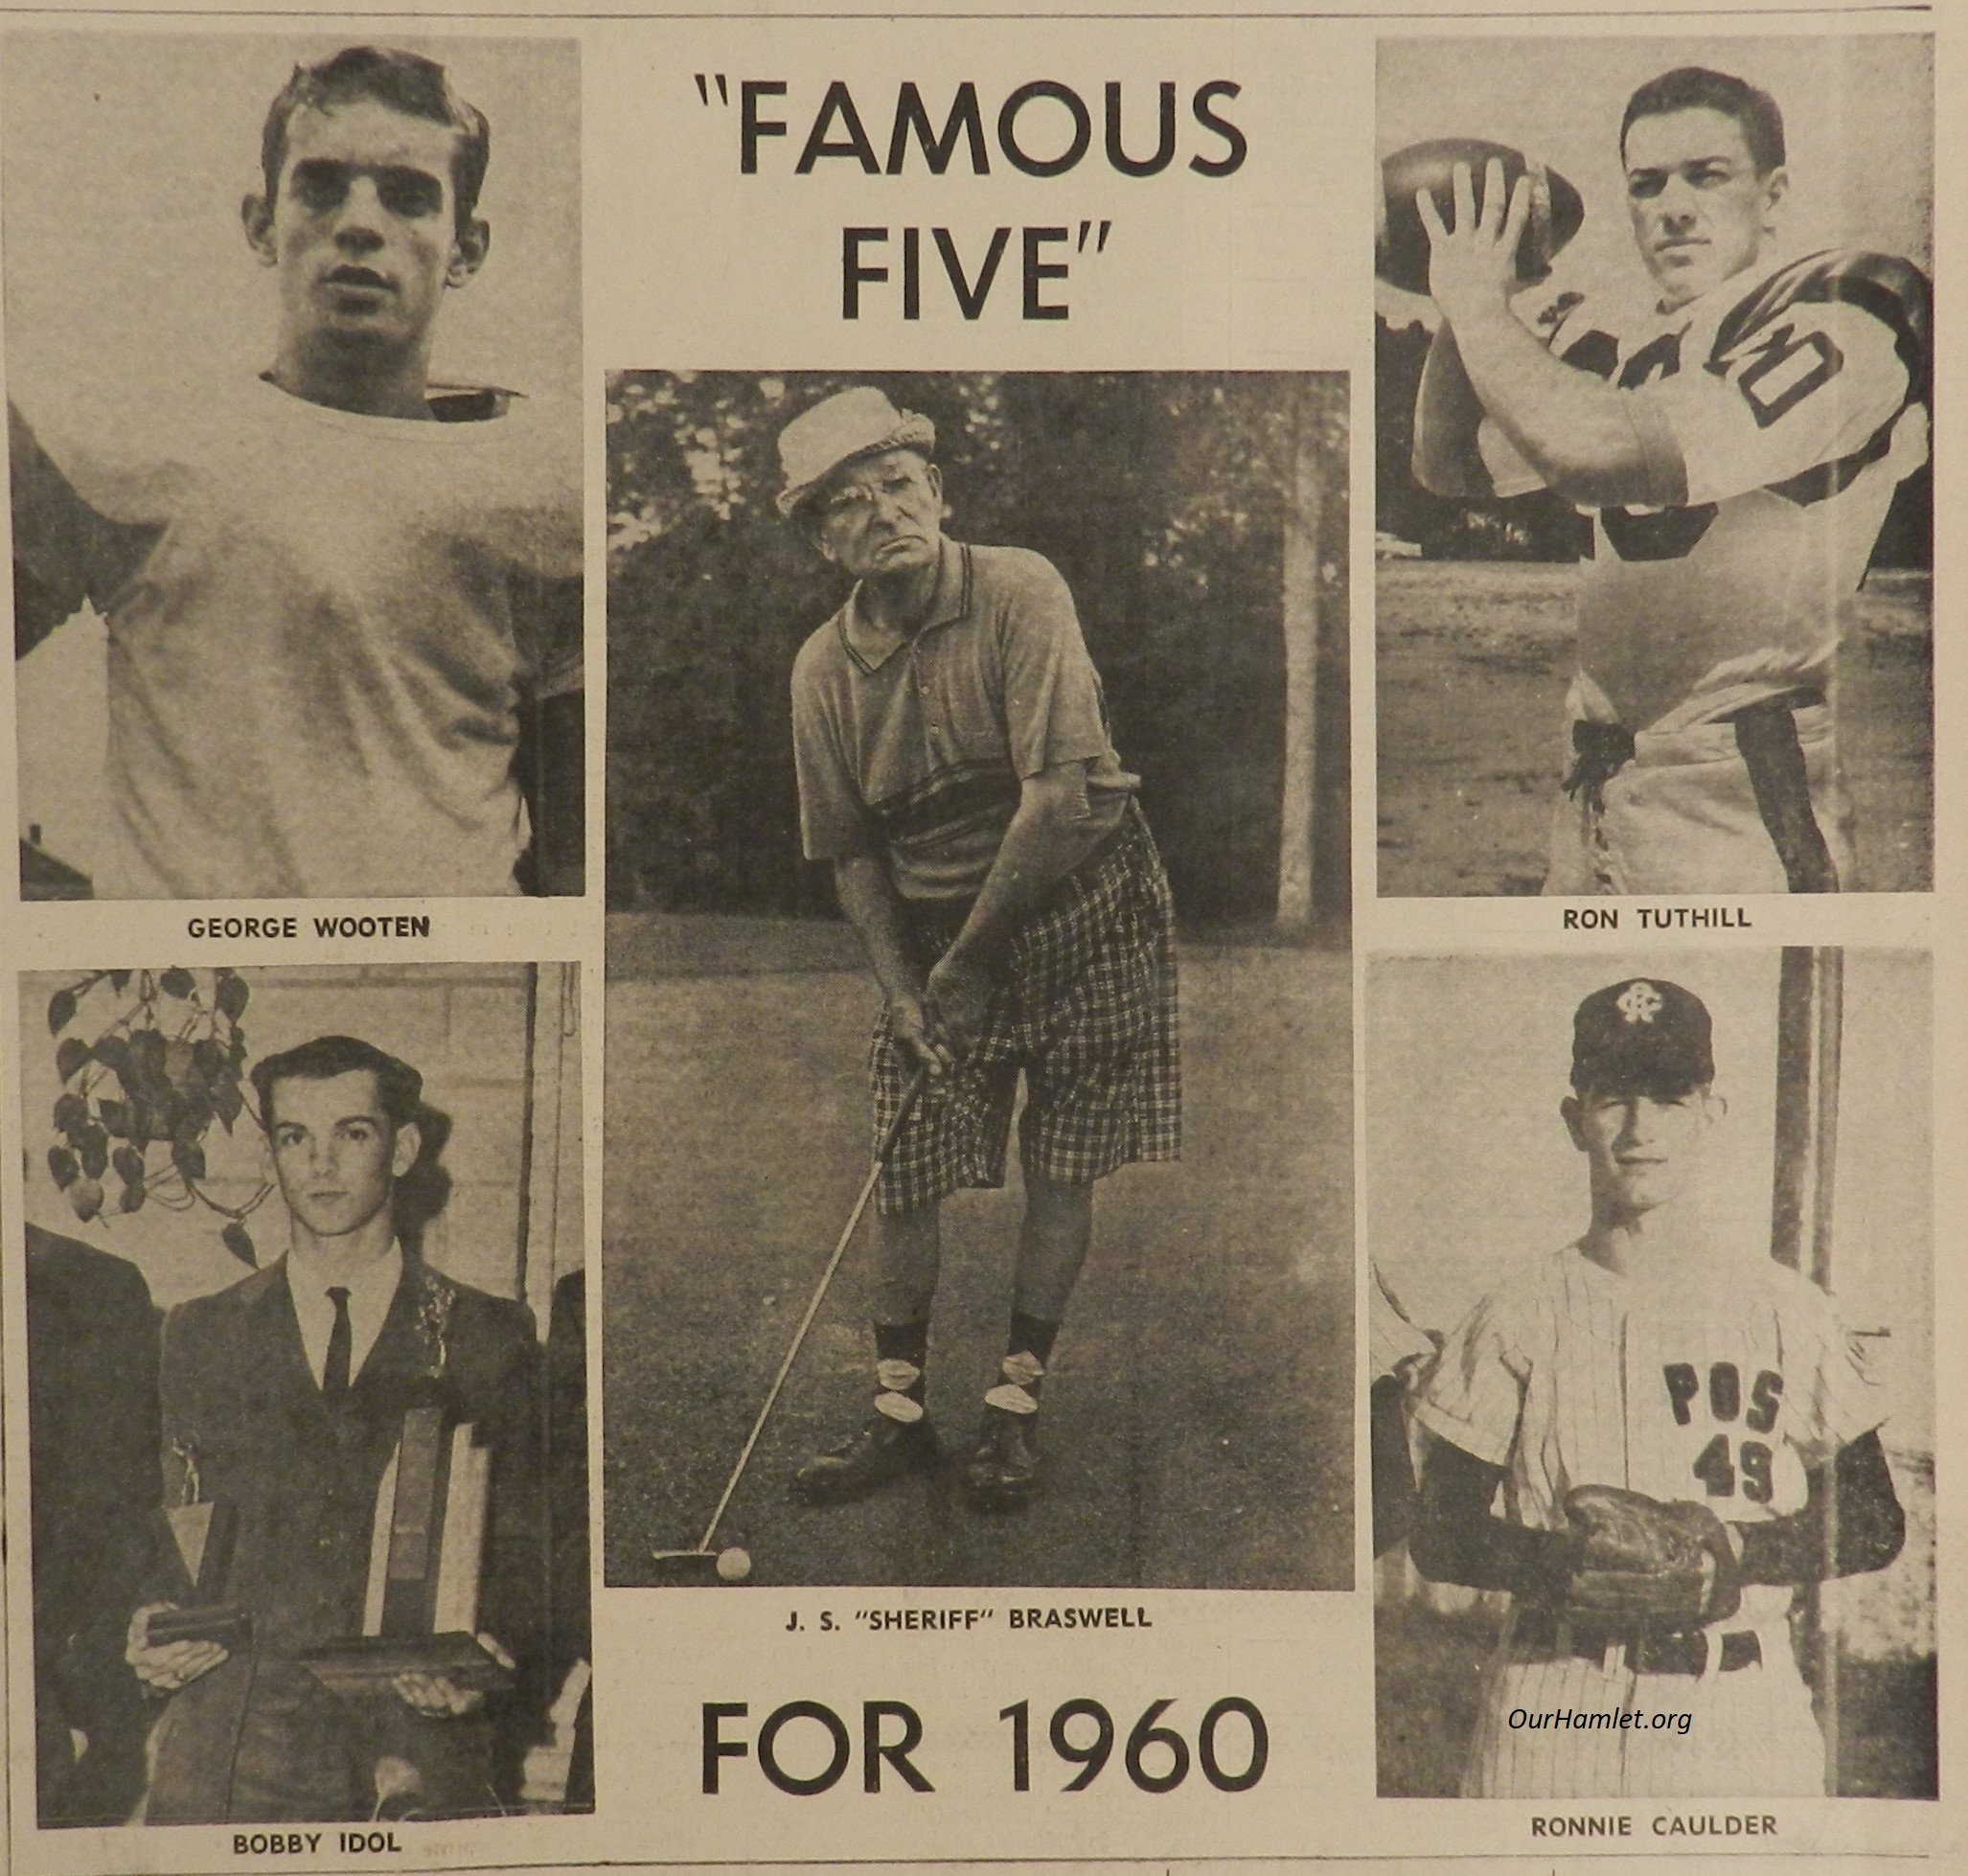 "FAMOUS
FIVE"
GEORGE WOOTEN
RON TUTHILL
POS
49
J. S. "SHERIFF" BRASWELL
FOR 1960
OurHamlet.org
BOBBY IDOL
RONNIE CAULDER